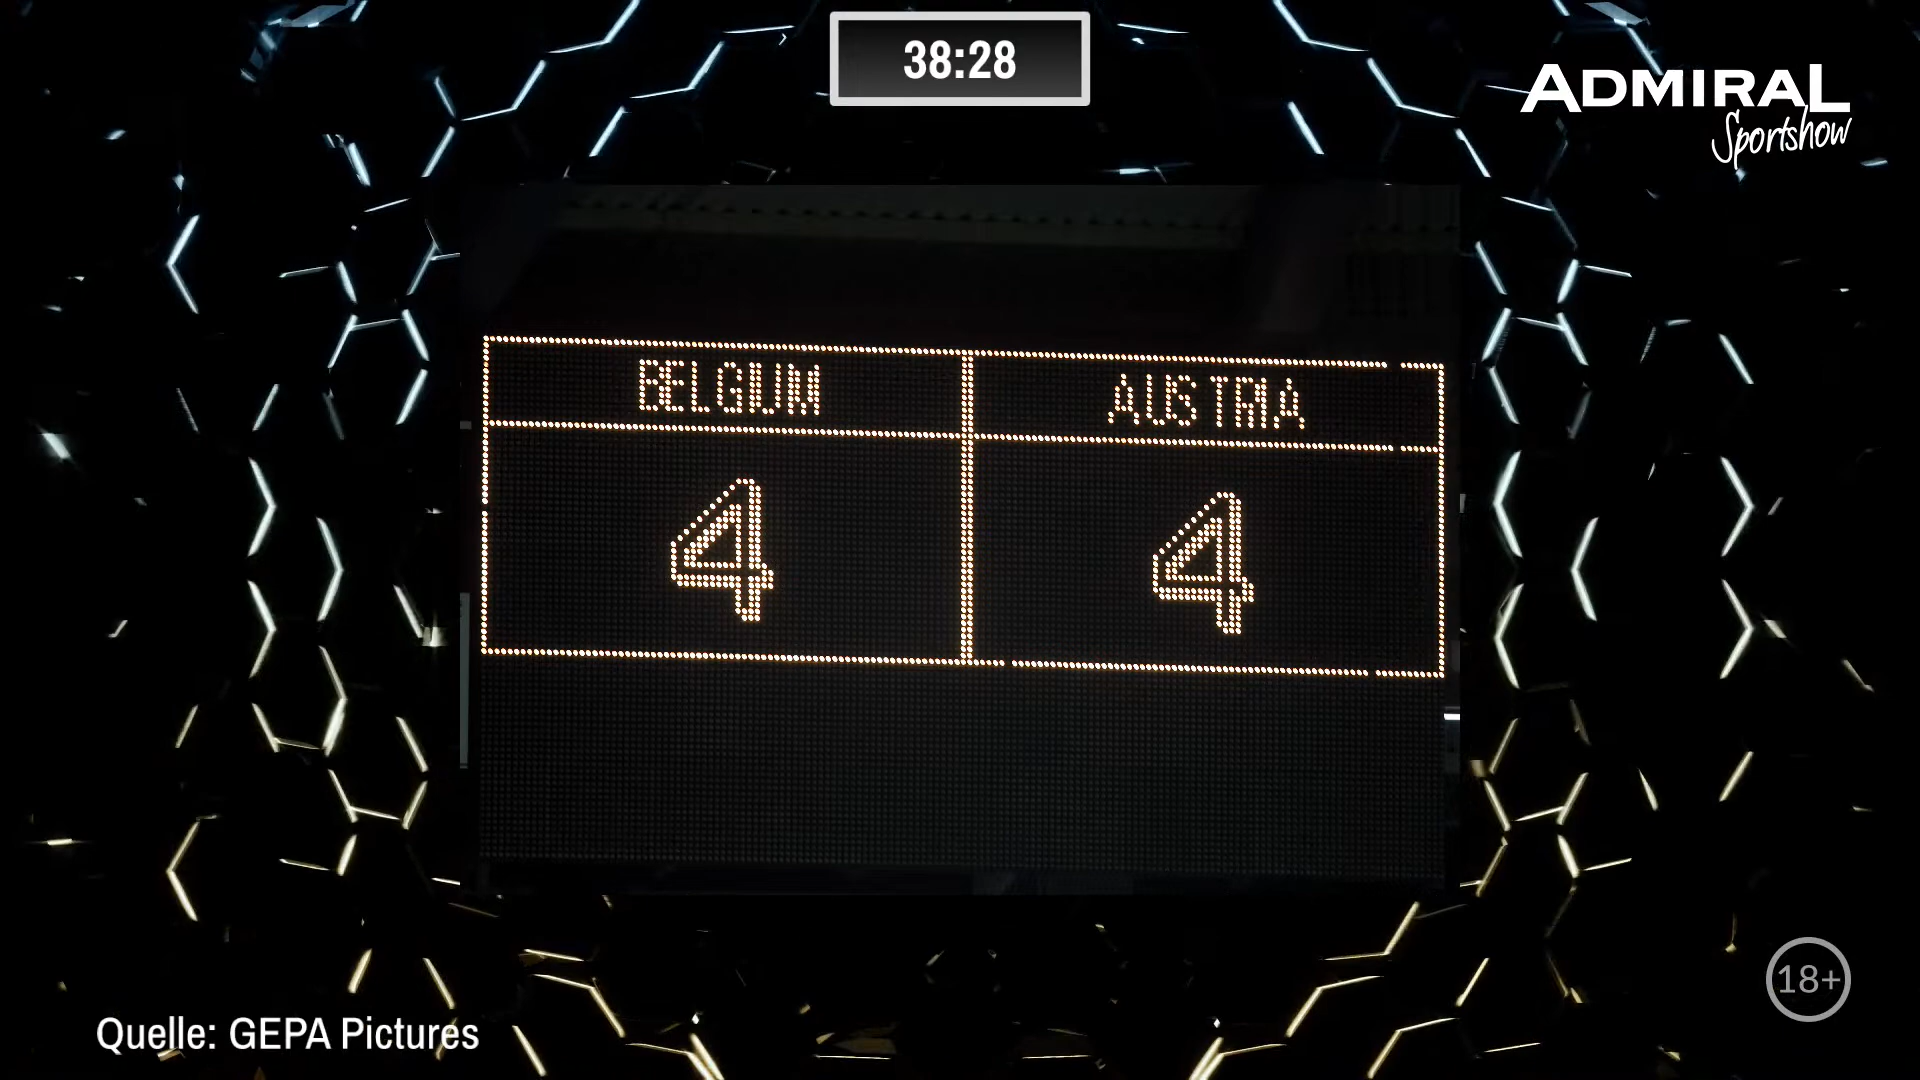 38:28
ADMIRAL
Sportshow
BELGIUM AUSTRIA
4 4
18+
Quelle: GEPA Pictures